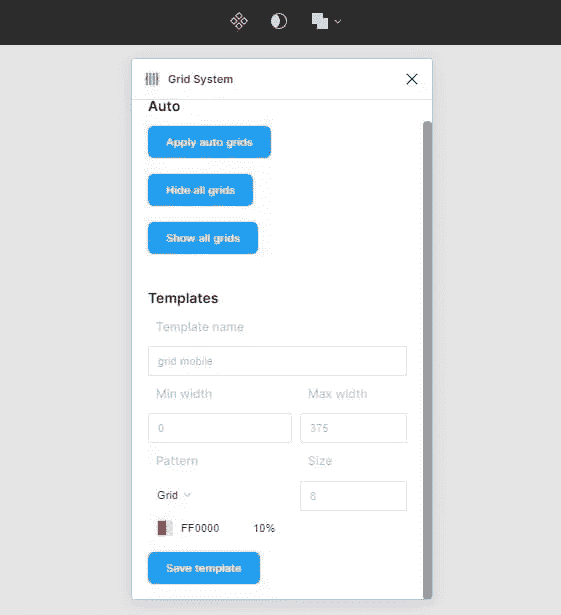 Grid System
Auto
Apply auto grids
Hide all grids
Show all grids
Templates
Template name
grid mobile
Min width Max width
0 375
Pattern Size
Grid 8
FF0000 10%
Save template